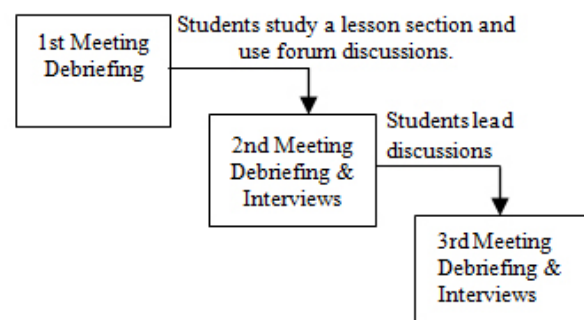 1st Meeting
Debriefing
Students study a lesson section and
use forum discussions.
2nd Meeting
Debriefing &
Interviews
Students lead
discussions
3rd Meeting
Debriefing &
Interviews